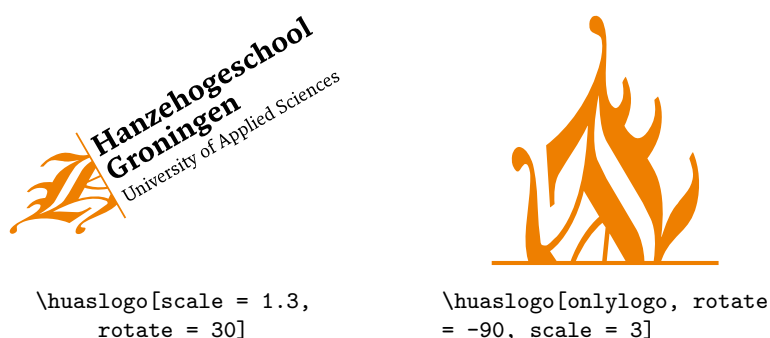 Hanzehogeschool
Groningen
University of Applied Sciences
\huaslogo[scale = 1.3,
rotate = 30]
\huaslogo[onlylogo, rotate
= -90, scale = 3]